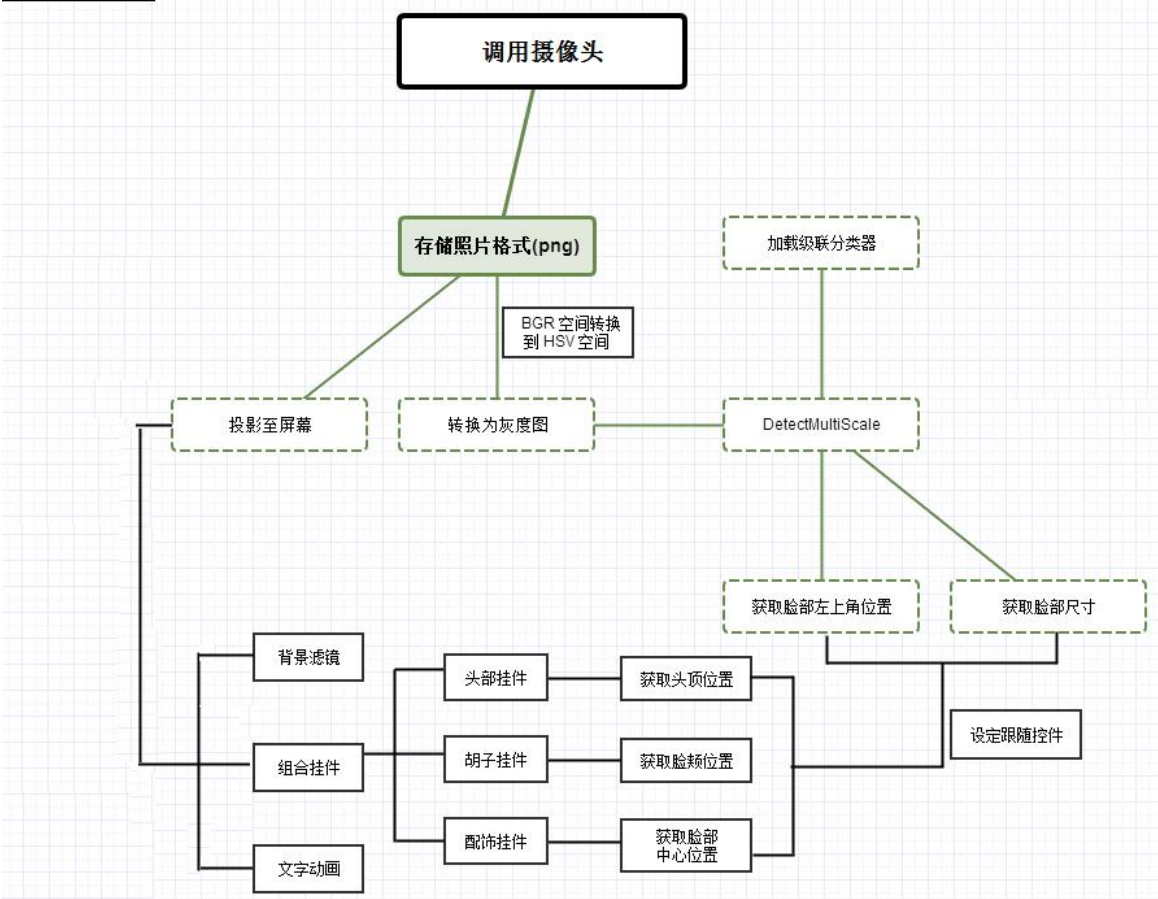 调用摄像头
存储照片格式(png)
加载级联分类器
BGR 空间转换
到 HSV 空间
投影至屏幕
转换为灰度图
DetectMultiScale
获取脸部左上角位置
获取脸部尺寸
背景滤镜
头部挂件
获取头顶位置
设定跟随控件
组合挂件
胡子挂件
获取脸颊位置
配饰挂件
获取脸部
中心位置
文字动画